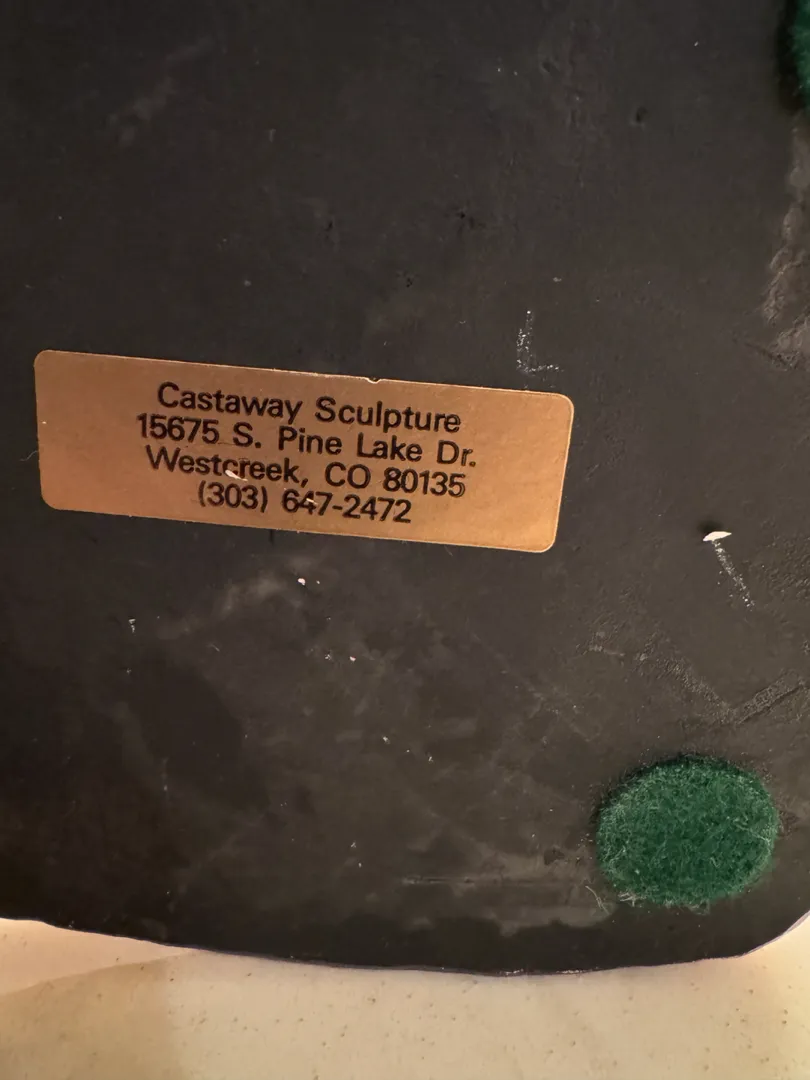 Castaway Sculpture
15675 S. Pine Lake Dr.
Westcreek, CO 80135
(303) 647-2472